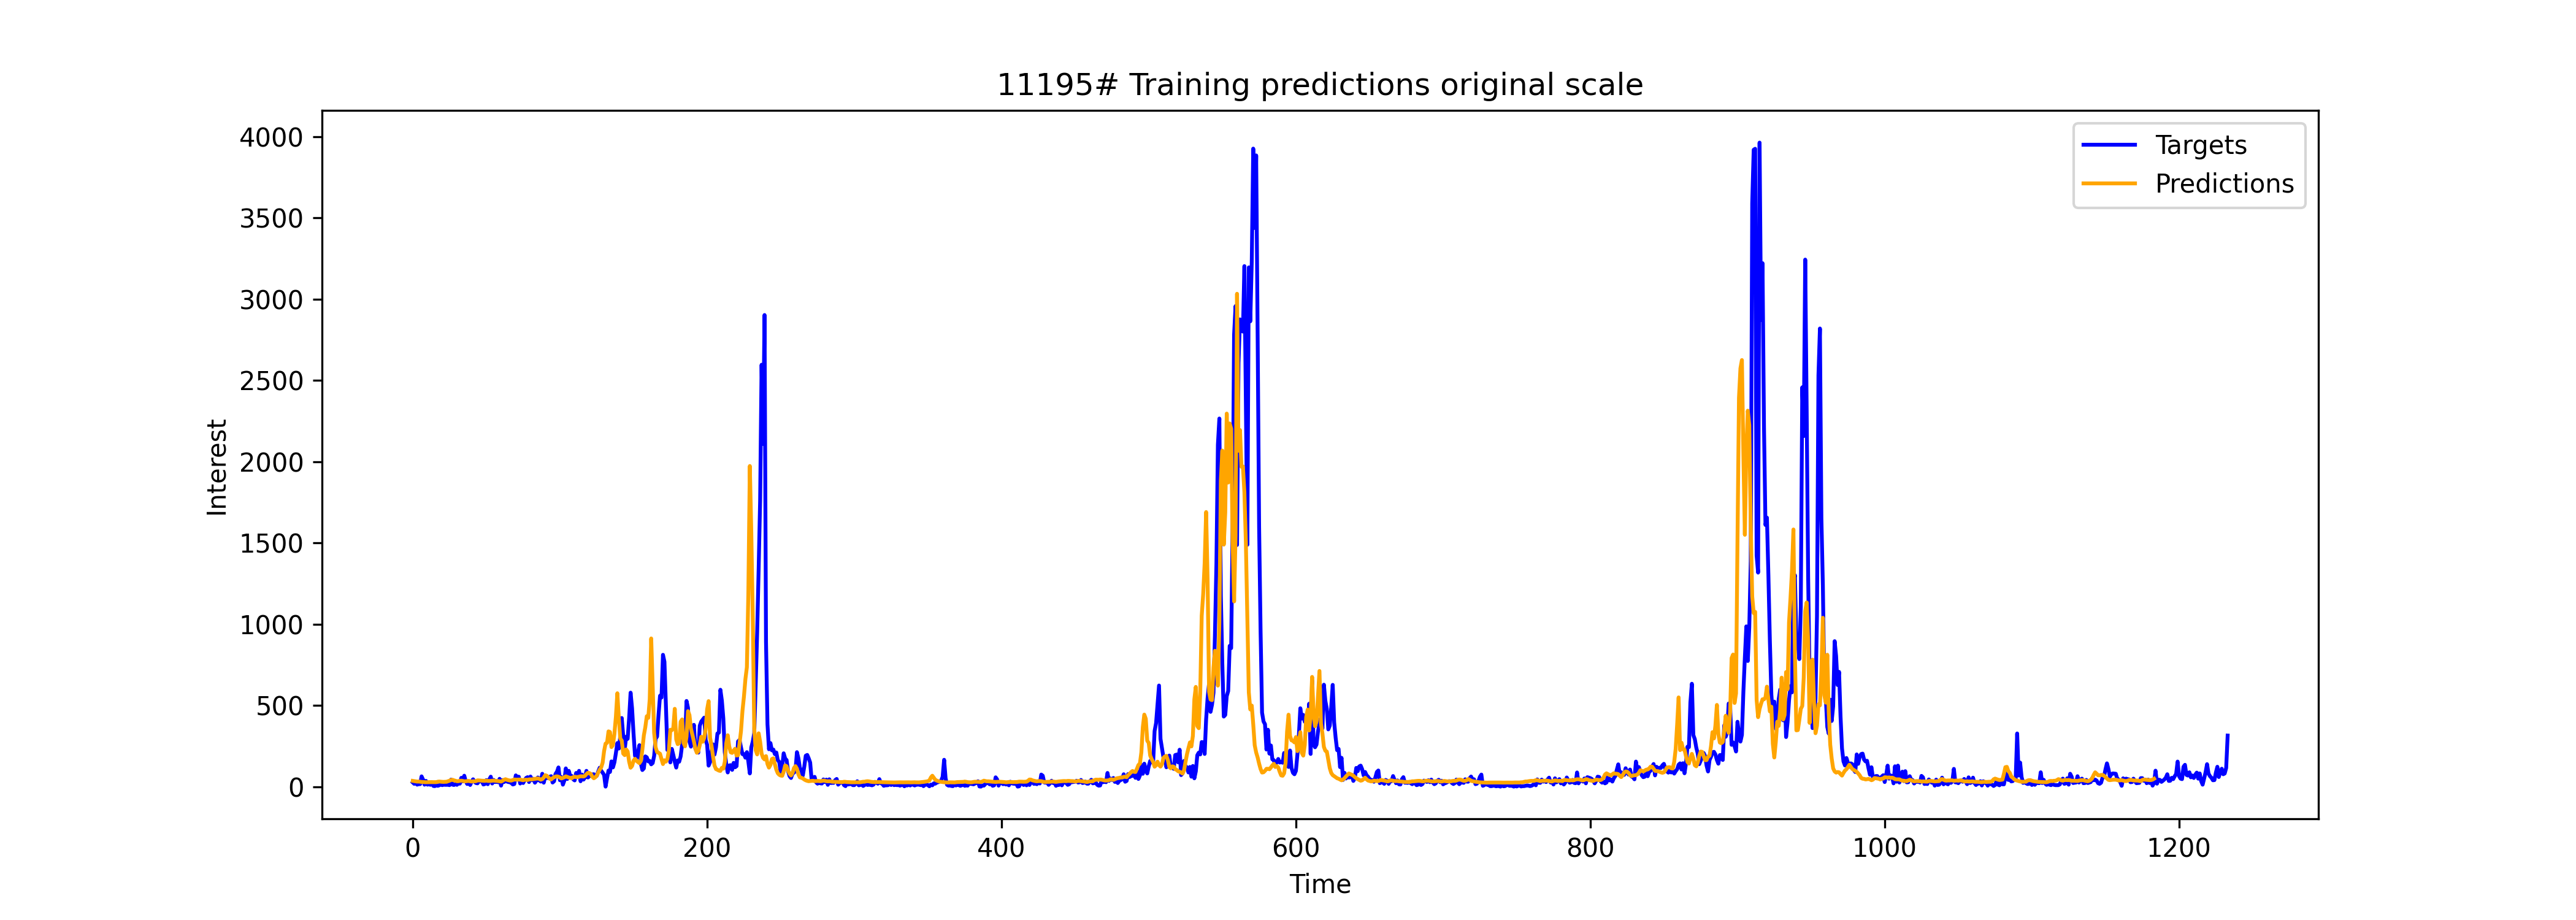 11195# Training predictions original scale
Targets
Predictions
Interest
4000
3500
3000
2500
2000
1500
1000
500
0
0 200 400 600 800 1000 1200
Time